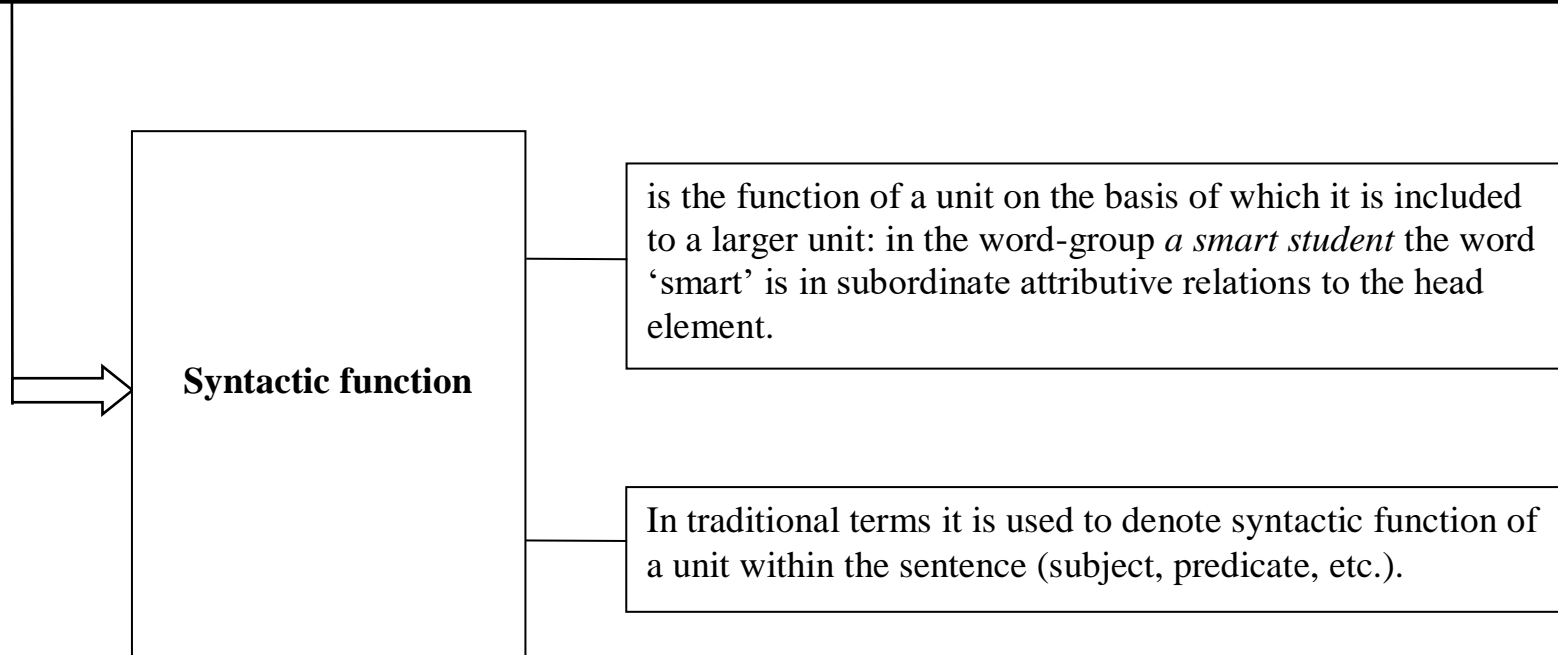 is the function of a unit on the basis of which it is included
to a larger unit: in the word-group a smart student the word
‘smart’ is in subordinate attributive relations to the head
element.
Syntactic function
In traditional terms it is used to denote syntactic function of
a unit within the sentence (subject, predicate, etc.).